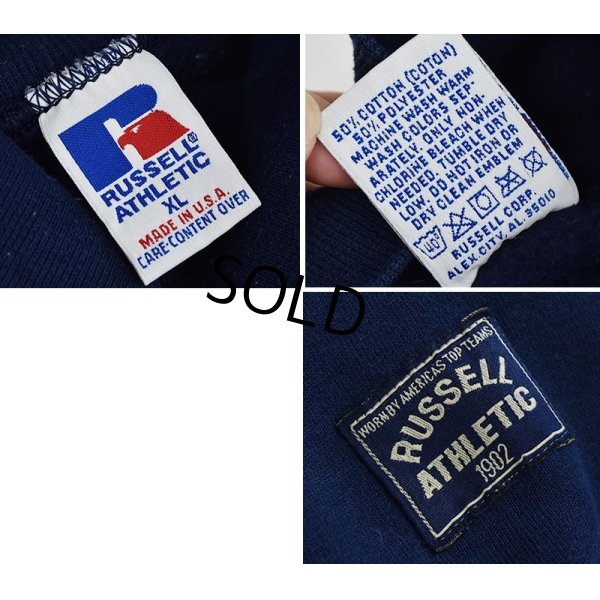 RUSSELL®
ATHLETIC
XL
MADE IN U.S.A.
CARE-CONTENT OVER
50% COTTON (COTON)
50% POLYESTER
MACHINE WASH WARM
WASH COLORS SEP-
ARATELY, ONLY NON-
CHLORINE BLEACH WHEN
NEEDED, TUMBLE DRY
LOW, DO NOT IRON OR
DRY CLEAN EMBLEM
40°
RUSSELL CORP.
ALEX CITY, AL 35010
SOLD
WORN BY AMERICAS TOP TEAMS
RUSSELL
ATHLETIC
1902